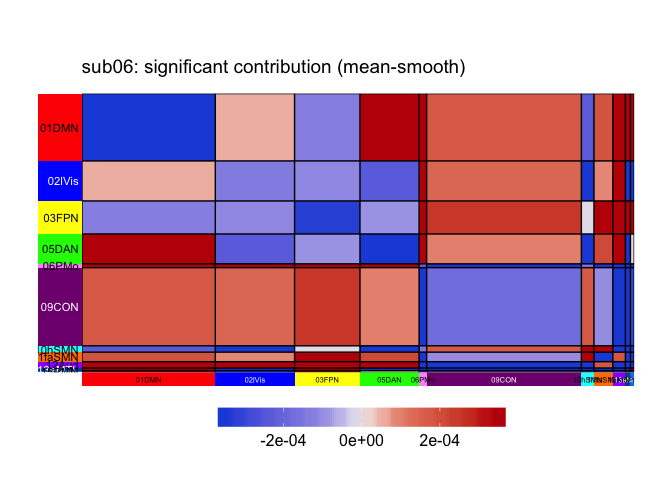 sub06: significant contribution (mean-smooth)
01DMN
02lVis
03FPN
05DAN
06PMo
09CON
01DMN
02lVis
03FPN
05DAN
06PMo
09CON
-2e-04 0e+00 2e-04